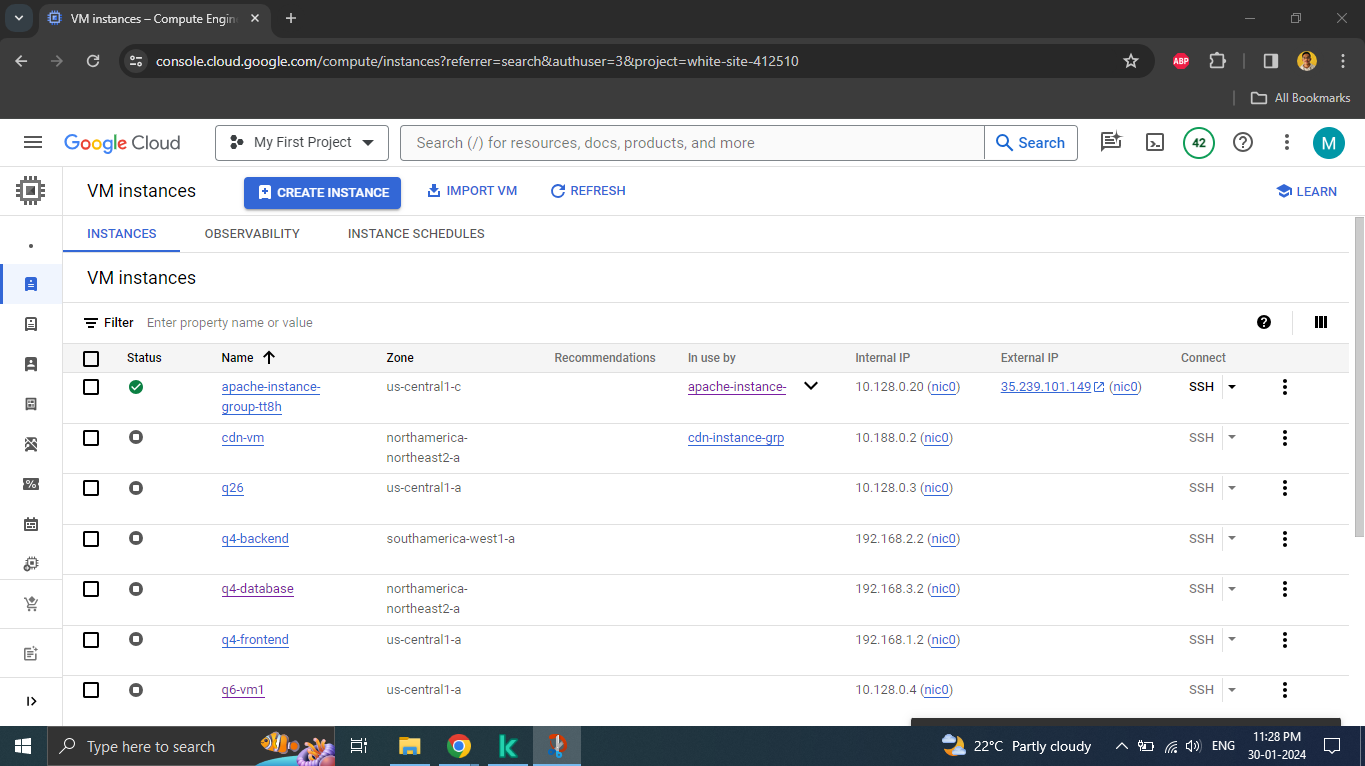 VM instances – Compute Engin
console.cloud.google.com/compute/instances?referrer=search&authuser=3&project=white-site-412510
ABP
All Bookmarks
Google Cloud
My First Project
Search (/) for resources, docs, products, and more
Search
42
M
VM instances
CREATE INSTANCE
IMPORT VM
REFRESH
LEARN
INSTANCES
OBSERVABILITY
INSTANCE SCHEDULES
VM instances
Filter Enter property name or value
Status Name Zone Recommendations In use by Internal IP External IP Connect
apache-instance- us-central1-c apache-instance- 10.128.0.20 (nic0) 35.239.101.149 (nic0) SSH
group-tt8h
cdn-vm northamerica- cdn-instance-grp 10.188.0.2 (nic0) SSH
northeast2-a
q26 us-central1-a 10.128.0.3 (nic0) SSH
q4-backend southamerica-west1-a 192.168.2.2 (nic0) SSH
q4-database northamerica- 192.168.3.2 (nic0) SSH
northeast2-a
q4-frontend us-central1-a 192.168.1.2 (nic0) SSH
q6-vm1 us-central1-a 10.128.0.4 (nic0) SSH
Type here to search
22°C Partly cloudy
ENG
11:28 PM
30-01-2024